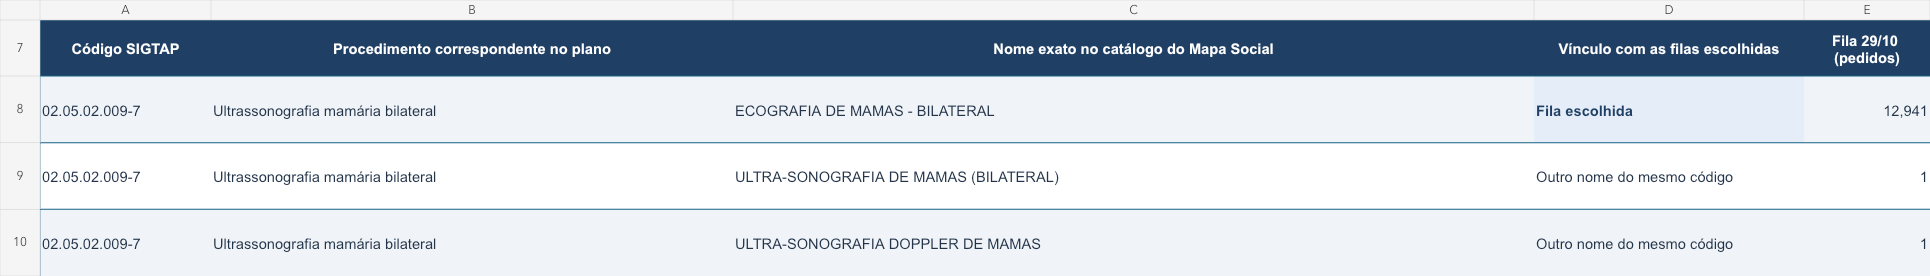 A B C D E
7 Código SIGTAP Procedimento correspondente no plano Nome exato no catálogo do Mapa Social Vínculo com as filas escolhidas Fila 29/10 (pedidos)
8 02.05.02.009-7 Ultrassonografia mamária bilateral ECOGRAFIA DE MAMAS - BILATERAL Fila escolhida 12,941
9 02.05.02.009-7 Ultrassonografia mamária bilateral ULTRA-SONOGRAFIA DE MAMAS (BILATERAL) Outro nome do mesmo código 1
10 02.05.02.009-7 Ultrassonografia mamária bilateral ULTRA-SONOGRAFIA DOPPLER DE MAMAS Outro nome do mesmo código 1